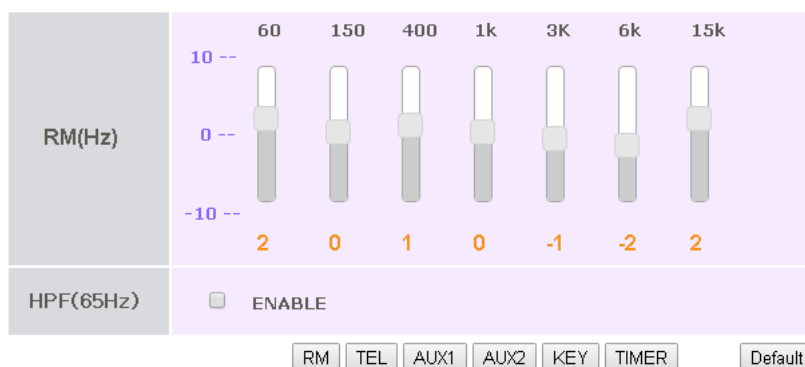 60 150 400 1k 3K 6k 15k
10 --
RM(Hz) 0 --
-10 --
2 0 1 0 -1 -2 2
HPF(65Hz) ENABLE
RM TEL AUX1 AUX2 KEY TIMER Default